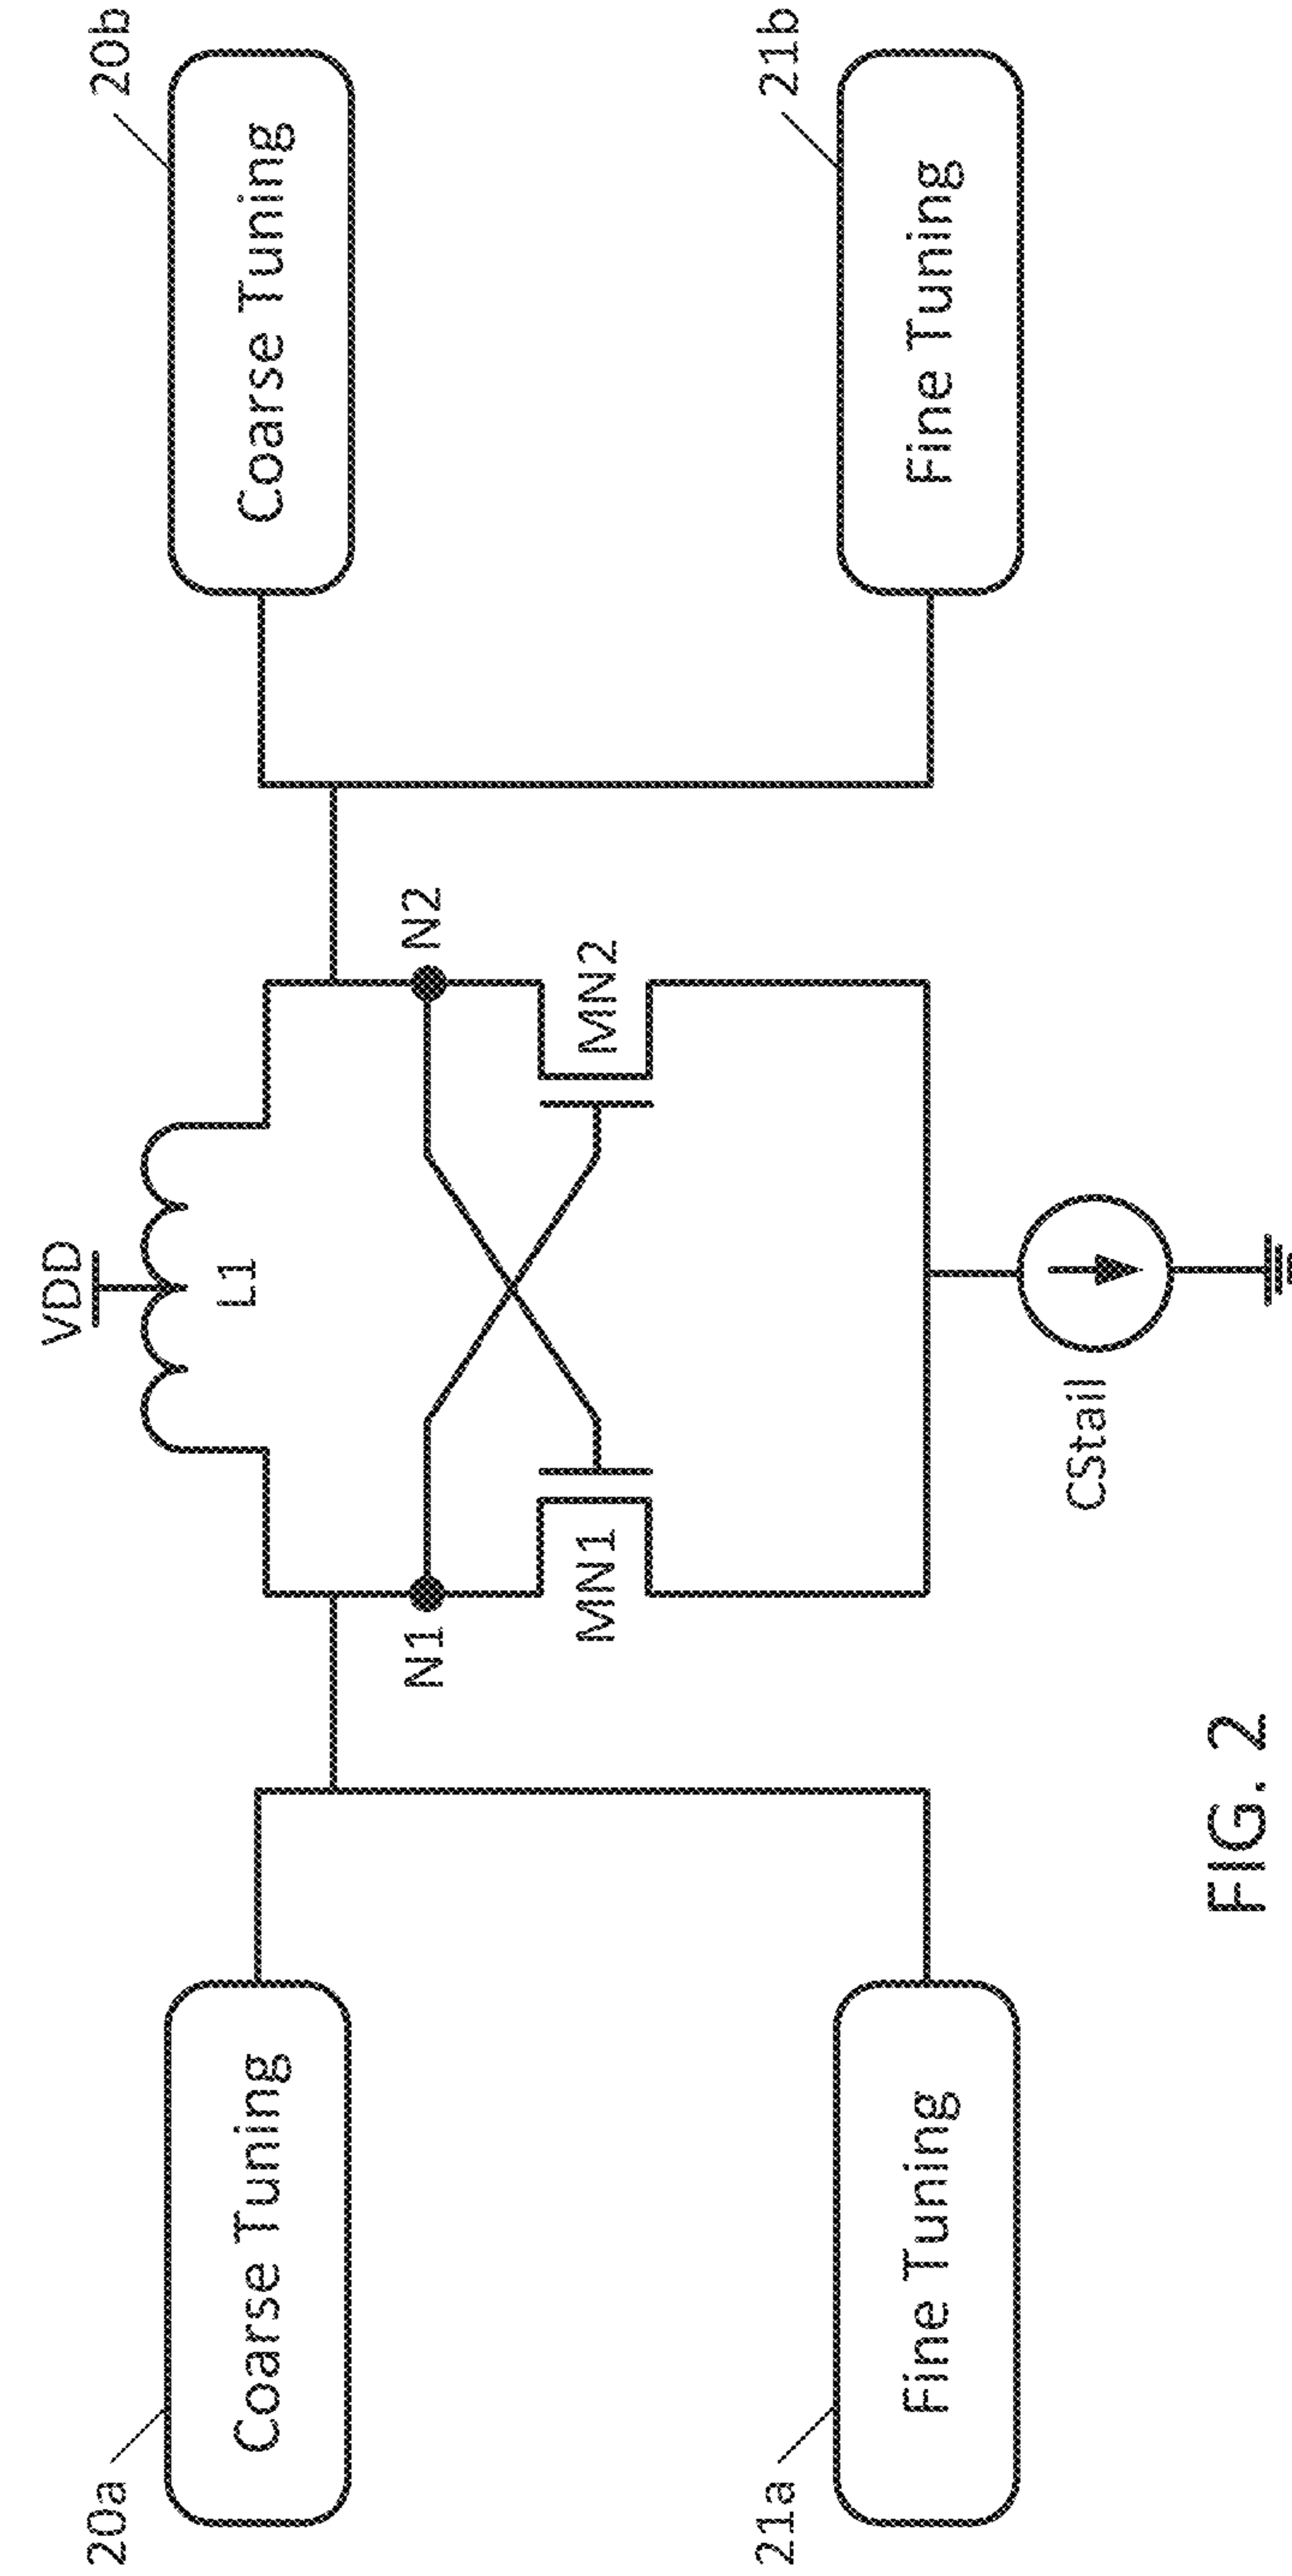 VDD
20a
Coarse Tuning
L1
20b
Coarse Tuning
N1
N2
MN1
MN2
21a
Fine Tuning
21b
Fine Tuning
CStail
FIG. 2